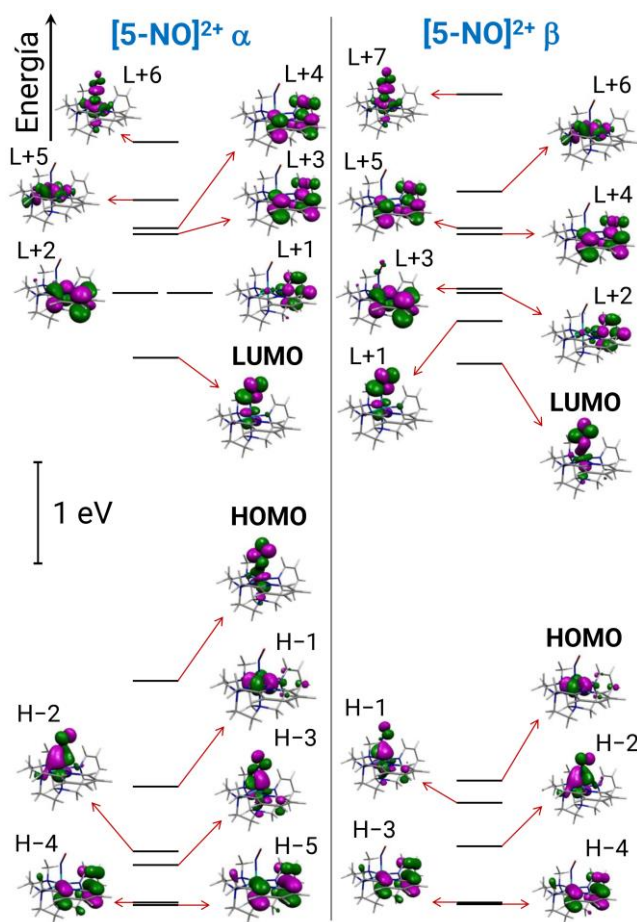 [5-NO]²⁺ α
[5-NO]²⁺ β
Energía
L+6
L+4
L+5
L+3
L+2
L+1
LUMO
1 eV
HOMO
H−1
H−2
H−3
H−4
H−5
L+7
L+6
L+5
L+4
L+3
L+2
L+1
LUMO
HOMO
H−1
H−2
H−3
H−4